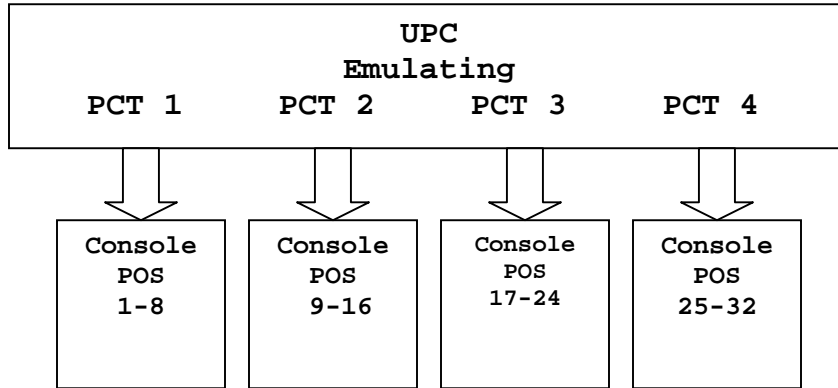 UPC
Emulating
PCT 1 PCT 2 PCT 3 PCT 4
Console
POS
1-8
Console
POS
9-16
Console
POS
17-24
Console
POS
25-32